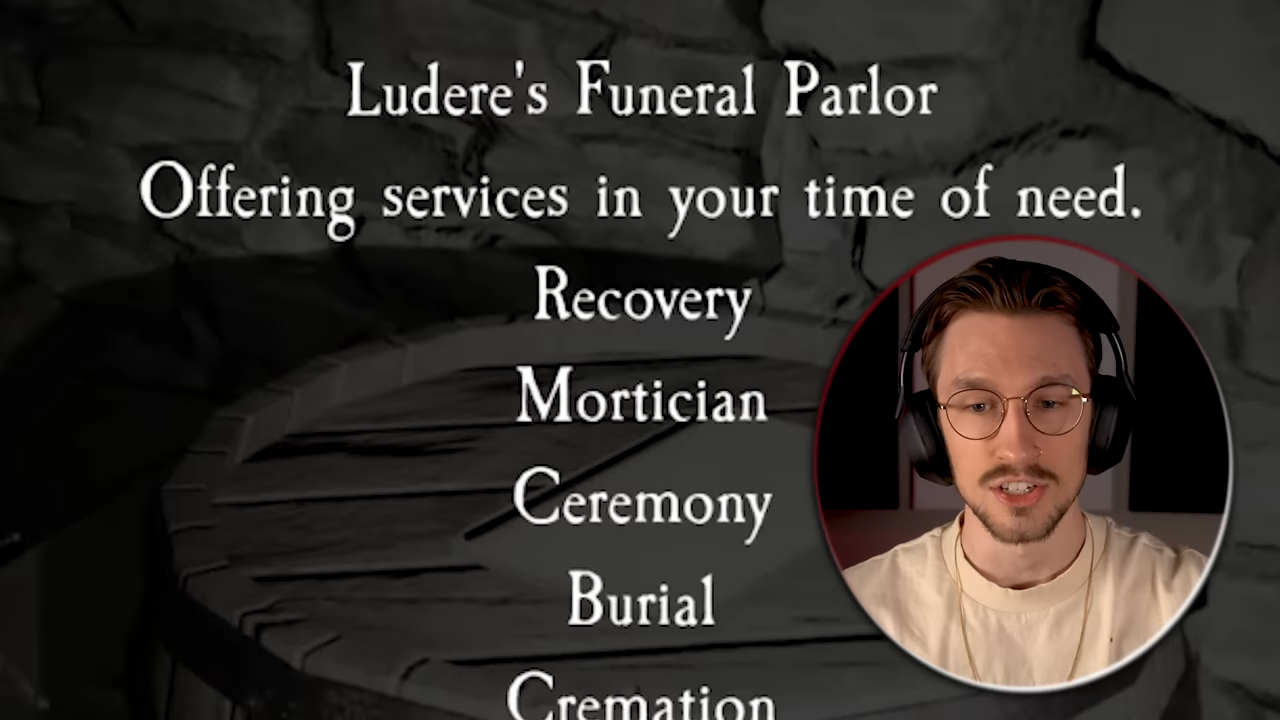 Ludere's Funeral Parlor
Offering services in your time of need.
Recovery
Mortician
Ceremony
Burial
Cremation